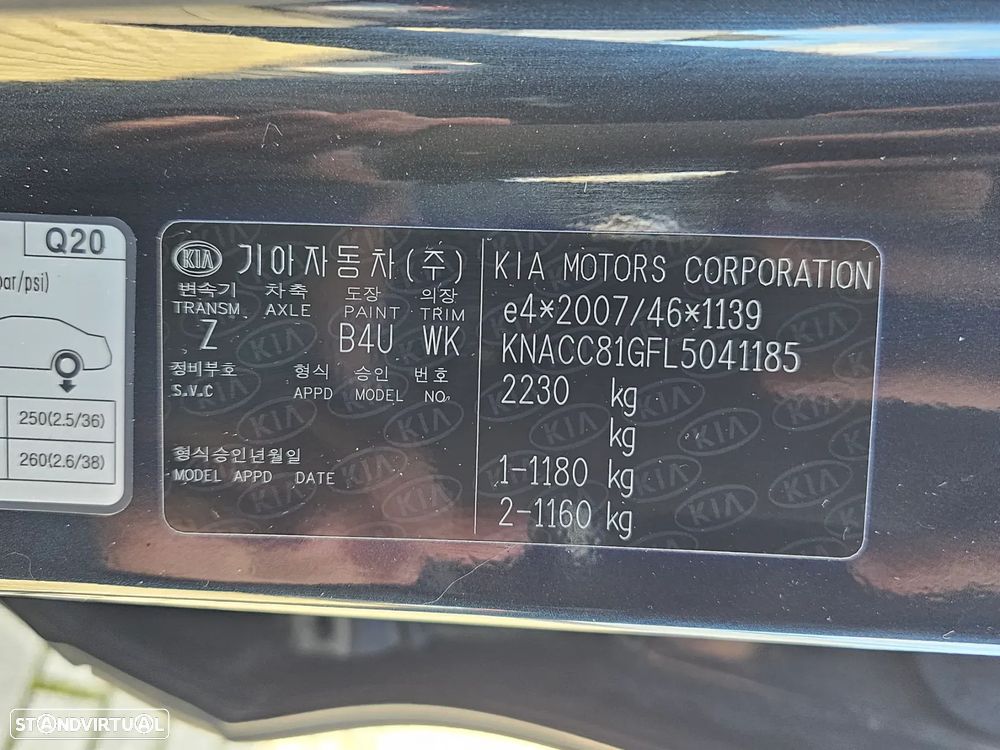 Q20
bar/psi)
250(2.5/36)
260(2.6/38)
KIA 기아자동차(주)
변속기 차축 도장 의장
TRANSM AXLE PAINT TRIM
Z B4U WK
정비부호 형식 승인 번호
S.V.C APPD MODEL NO.
형식승인년월일
MODEL APPD DATE
KIA MOTORS CORPORATION
e4*2007/46*1139
KNACC81GFL5041185
2230 kg
kg
1-1180 kg
2-1160 kg
STANDVIRTUAL